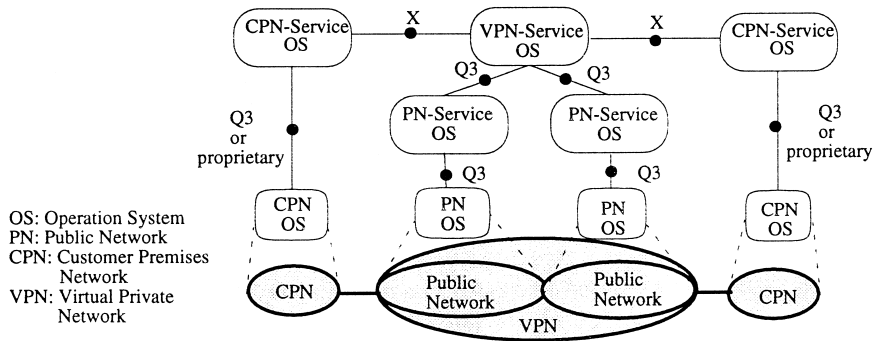 CPN-Service
OS
X
VPN-Service
OS
X
CPN-Service
OS
Q3
Q3
PN-Service
OS
PN-Service
OS
Q3
or
proprietary
Q3
or
proprietary
Q3
Q3
CPN
OS
PN
OS
PN
OS
CPN
OS
OS: Operation System
PN: Public Network
CPN: Customer Premises
Network
VPN: Virtual Private
Network
CPN
Public
Network
Public
Network
CPN
VPN